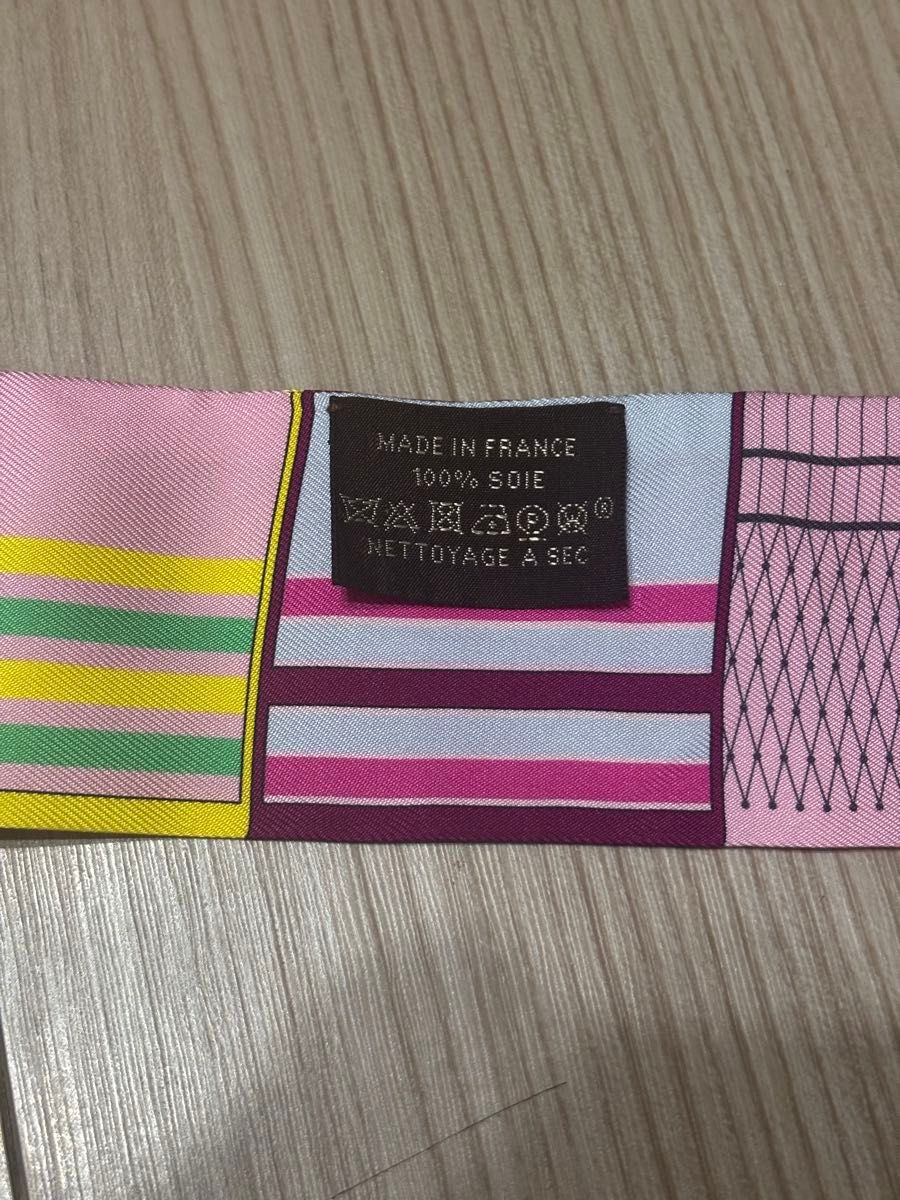 MADE IN FRANCE
100% SOIE
P ®
NETTOYAGE A SEC